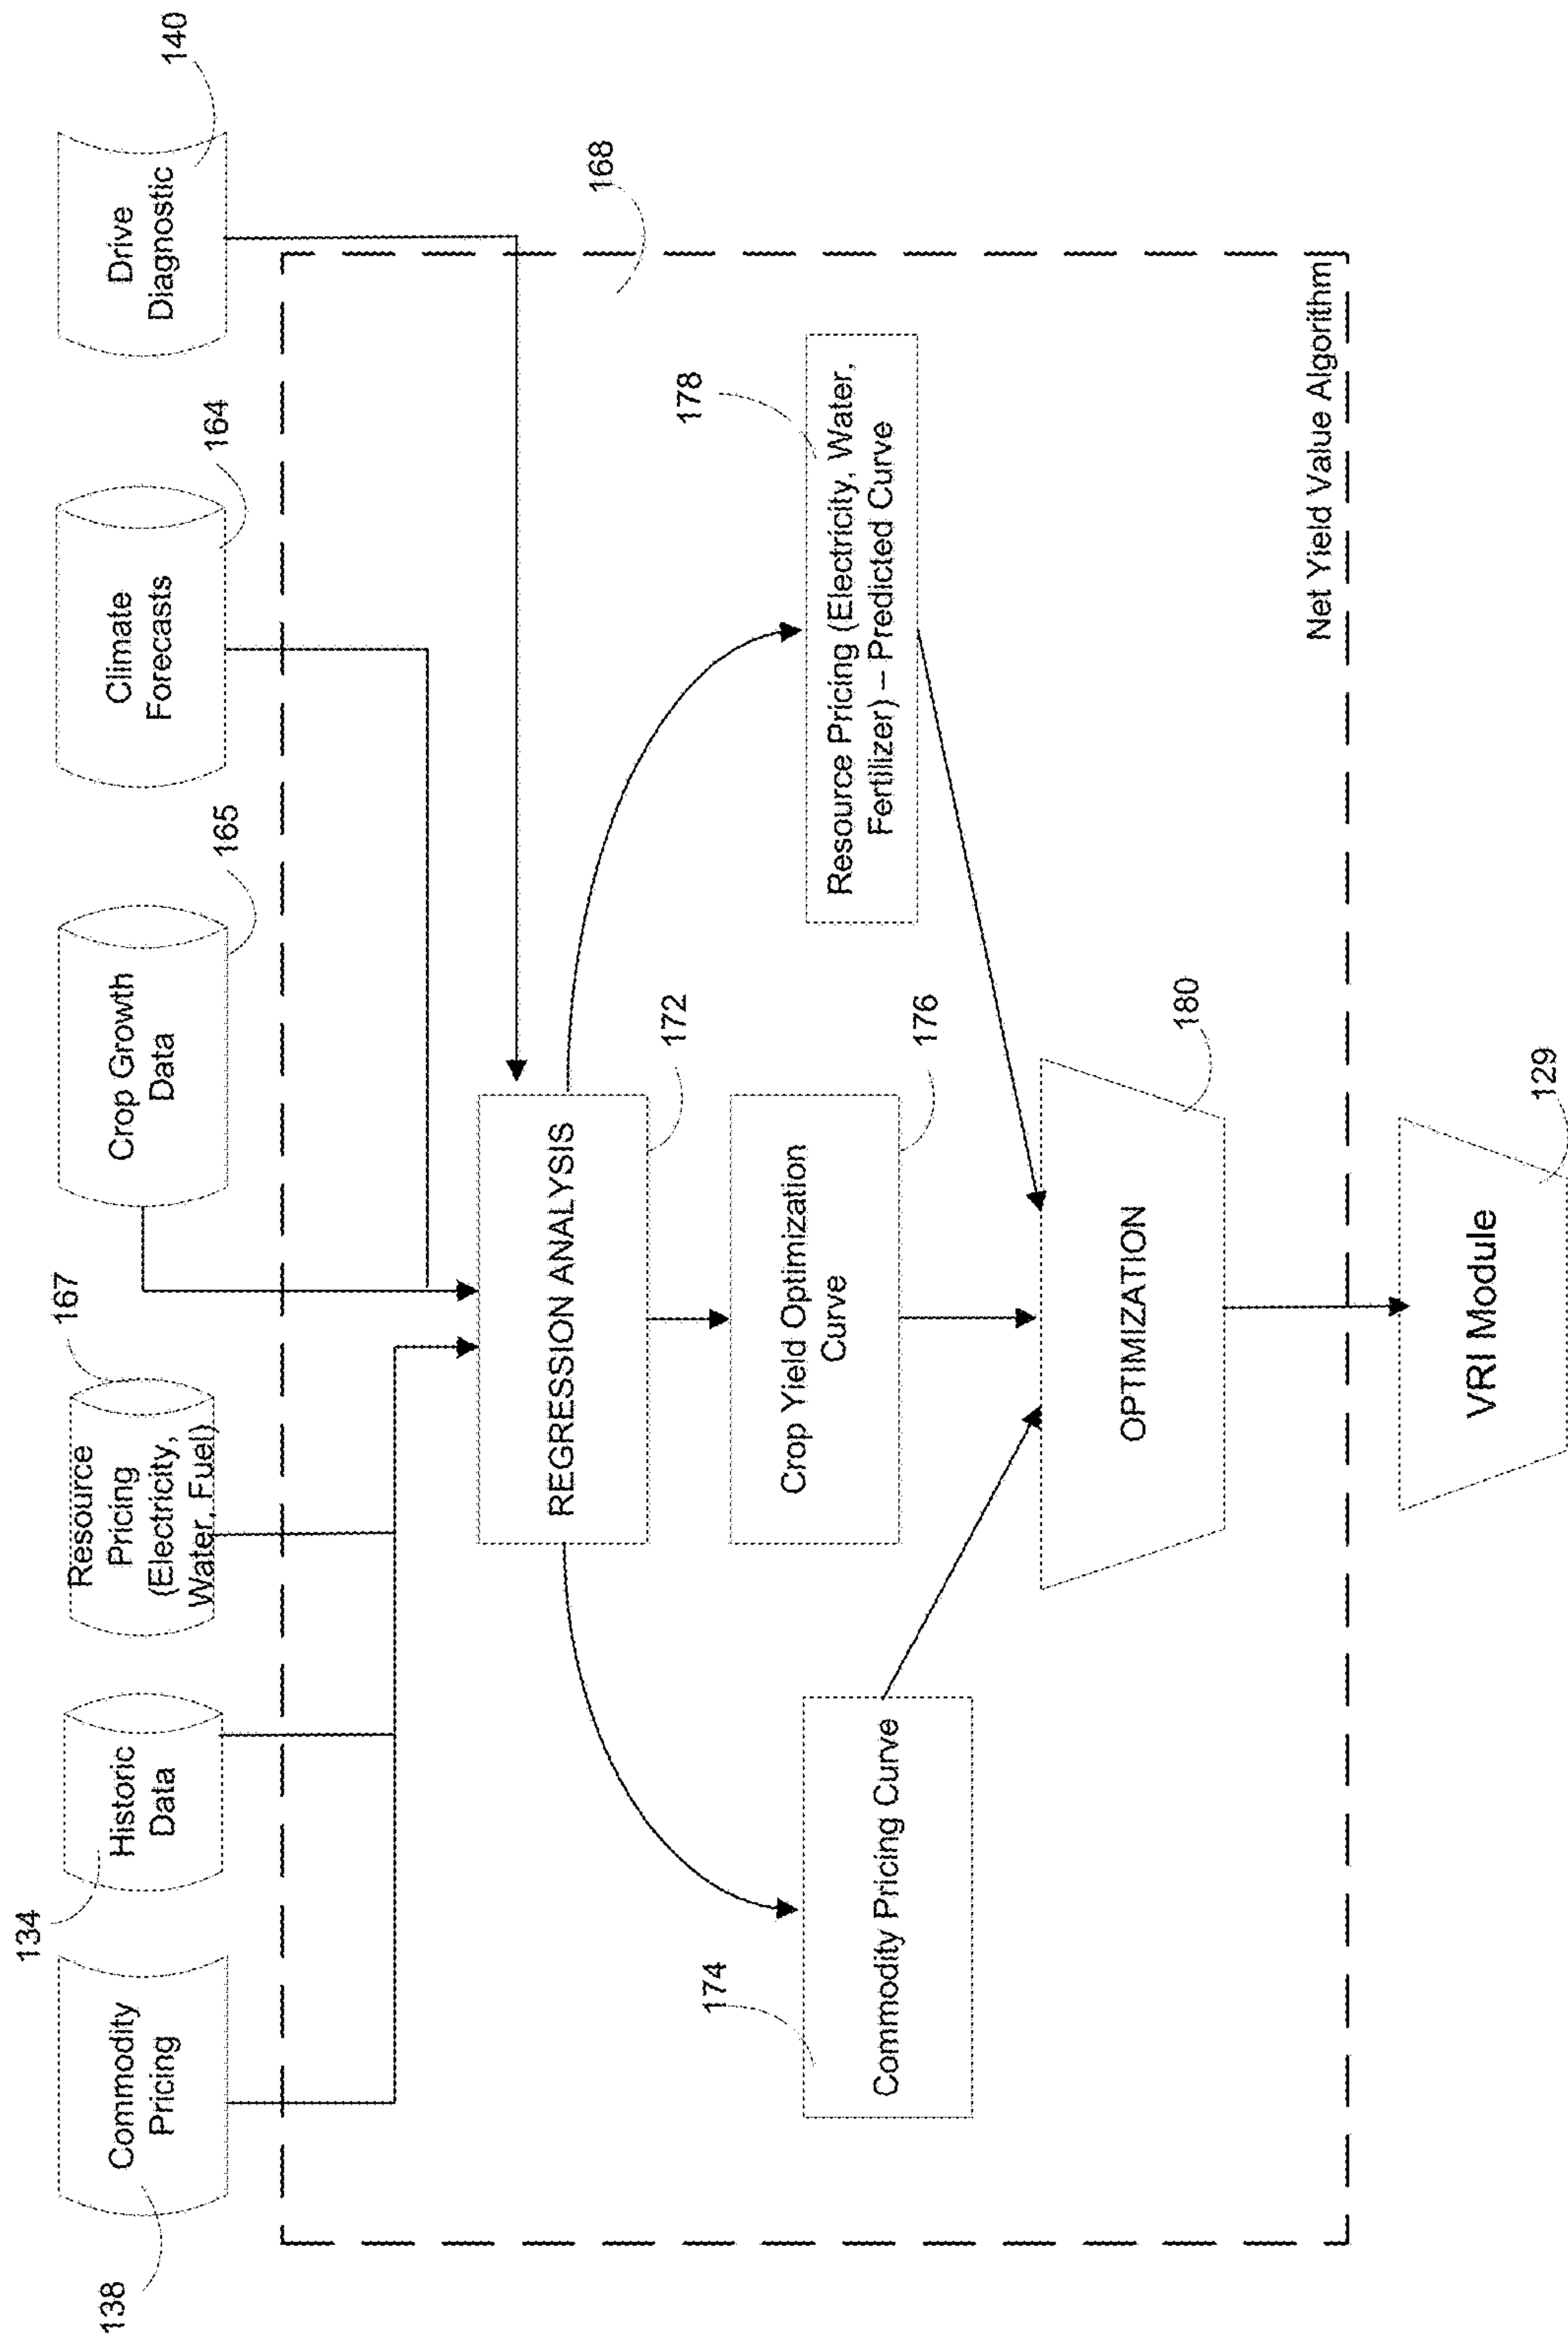 138
Commodity
Pricing
134
Historic
Data
167
Resource
Pricing
(Electricity,
Water, Fuel)
165
Crop Growth
Data
164
Climate
Forecasts
140
Drive
Diagnostic
168
REGRESSION ANALYSIS
172
174
Commodity Pricing Curve
Crop Yield Optimization
Curve
176
178
Resource Pricing (Electricity, Water,
Fertilizer) – Predicted Curve
OPTIMIZATION
180
Net Yield Value Algorithm
VRI Module
129